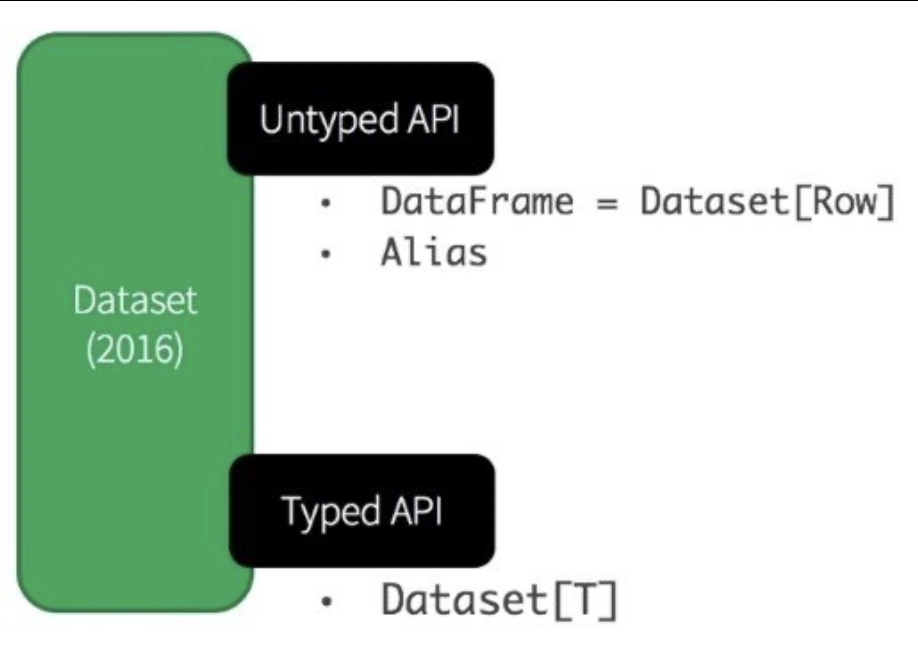 Untyped API
• DataFrame = Dataset[Row]
• Alias
Dataset
(2016)
Typed API
• Dataset[T]